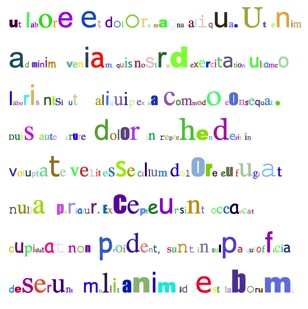 ut labore et dolore magna aliqua. Ut enim
ad minim veniam quis nostrud exercitation ullamco
laboris nisi ut aliquip ex ea commodo consequat.
Duis aute irure dolor in reprehenderit in
voluptate velit esse cillum dolore eu fugiat
nulla pariatur. Excepteur sint occaecat
cupidatat non proident, sunt in culpa qui officia
deserunt mollit anim id est laborum.